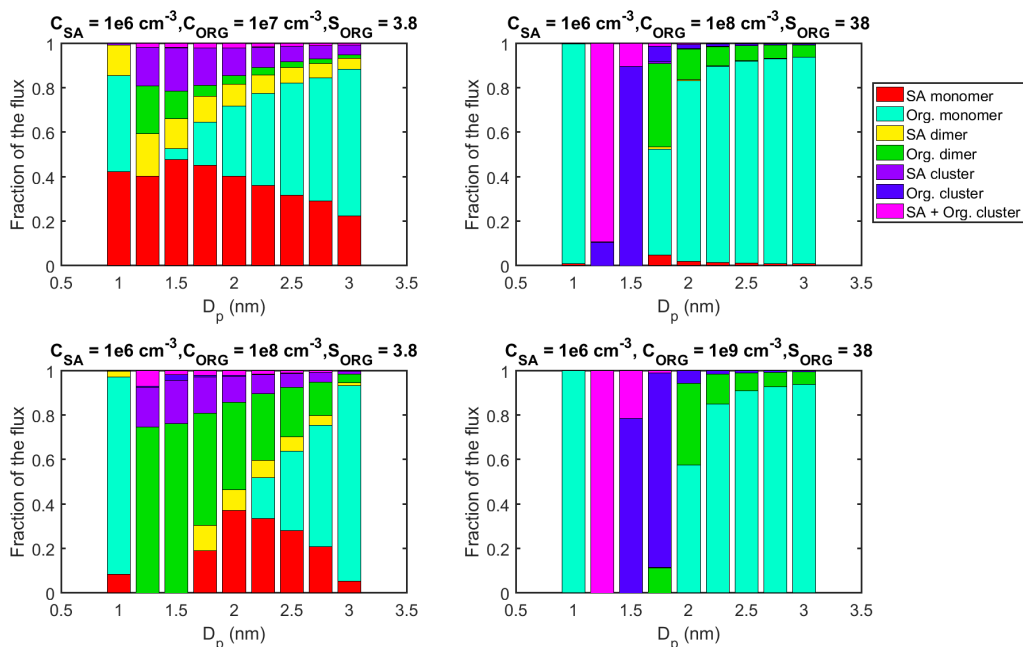 C_SA = 1e6 cm^-3,C_ORG = 1e7 cm^-3,S_ORG = 3.8
1
0.8
0.6
0.4
0.2
0
Fraction of the flux
0.5 1 1.5 2 2.5 3 3.5
D_p (nm)
C_SA = 1e6 cm^-3,C_ORG = 1e8 cm^-3,S_ORG = 38
1
0.8
0.6
0.4
0.2
0
Fraction of the flux
0.5 1 1.5 2 2.5 3 3.5
D_p (nm)
SA monomer
Org. monomer
SA dimer
Org. dimer
SA cluster
Org. cluster
SA + Org. cluster
C_SA = 1e6 cm^-3,C_ORG = 1e8 cm^-3,S_ORG = 3.8
1
0.8
0.6
0.4
0.2
0
Fraction of the flux
0.5 1 1.5 2 2.5 3 3.5
D_p (nm)
C_SA = 1e6 cm^-3, C_ORG = 1e9 cm^-3,S_ORG = 38
1
0.8
0.6
0.4
0.2
0
Fraction of the flux
0.5 1 1.5 2 2.5 3 3.5
D_p (nm)